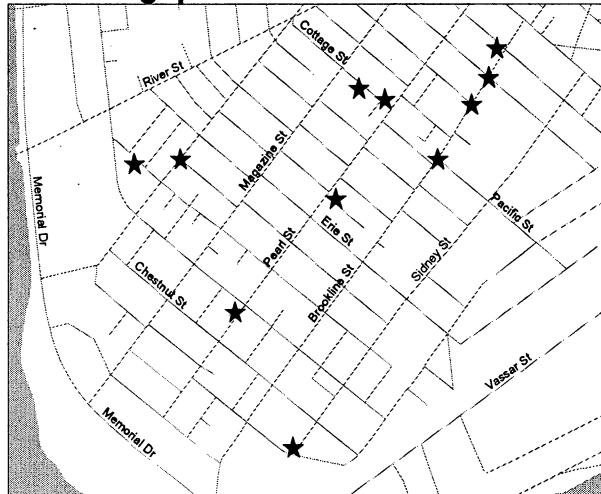 Cottage St
River St
Magazine St
Memorial Dr
Pacific St
Erie St
Pearl St
Sidney St
Chestnut St
Brookline St
Vassar St
Memorial Dr